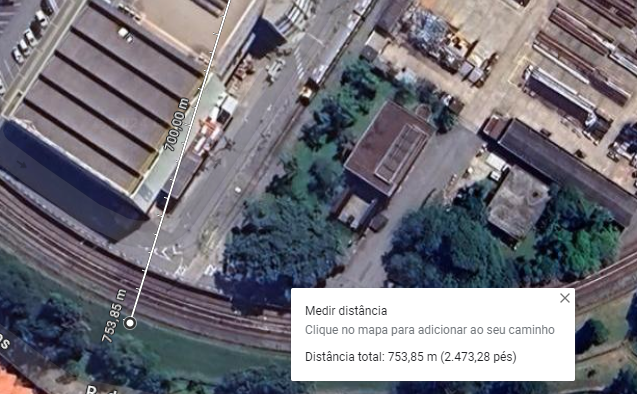 700,00 m
753,85 m
Medir distância
Clique no mapa para adicionar ao seu caminho
Distância total: 753,85 m (2.473,28 pés)